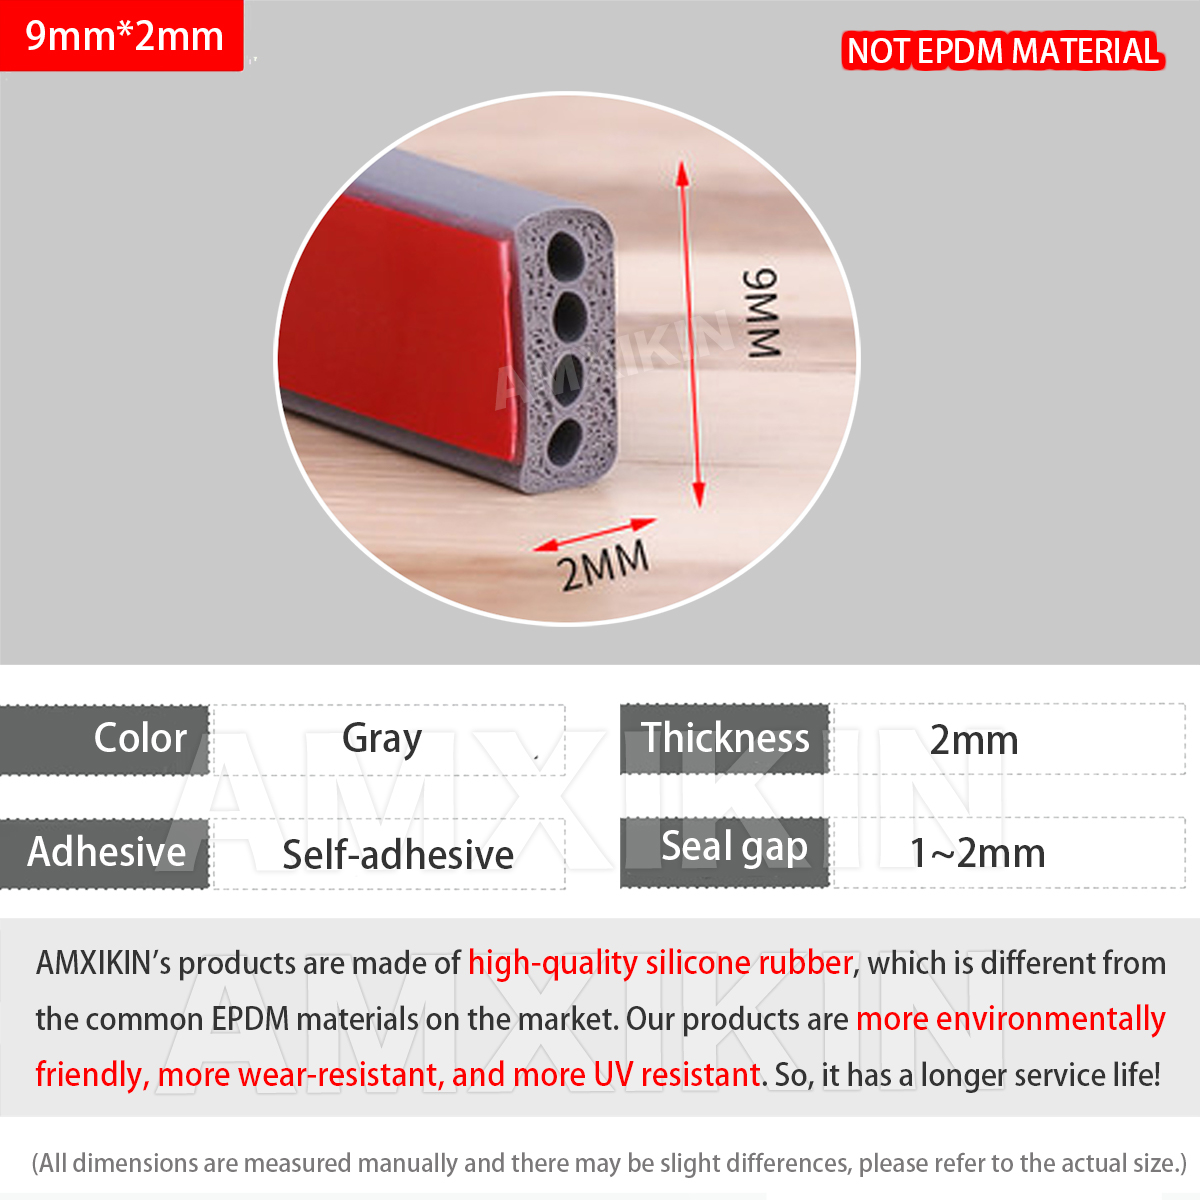 9mm*2mm
NOT EPDM MATERIAL
9MM
AMXIKIN
2MM
Color Gray Thickness 2mm
Adhesive Self-adhesive Seal gap 1~2mm
AMXIKIN
AMXIKIN’s products are made of high-quality silicone rubber, which is different from
the common EPDM materials on the market. Our products are more environmentally
friendly, more wear-resistant, and more UV resistant. So, it has a longer service life!
AMXIKIN
(All dimensions are measured manually and there may be slight differences, please refer to the actual size.)